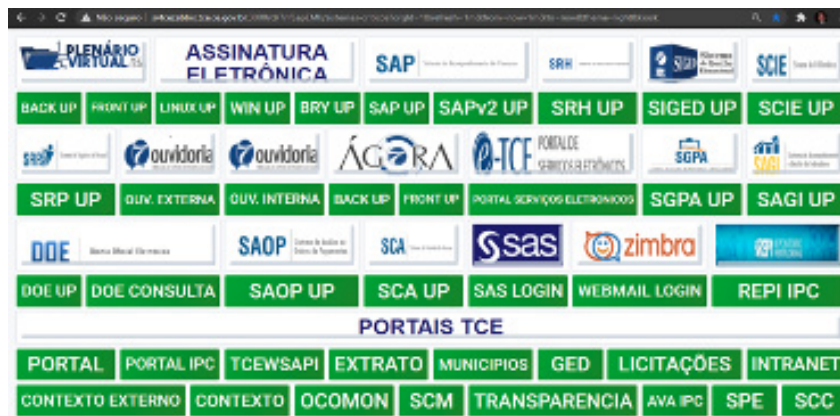 Não seguro
PLENÁRIO VIRTUAL ASSINATURA ELETRÔNICA SAP SRH SIGED SCIE
BACK UP FRONT UP LINUX UP WIN UP BRY UP SAP UP SAPv2 UP SRH UP SIGED UP SCIE UP
ouvidoria ouvidoria ÁGORA e-TCE PORTAL DE SERVIÇOS ELETRÔNICOS SGPA SAGI
SRP UP OUV. EXTERNA OUV. INTERNA BACK UP FRONT UP PORTAL SERVIÇOS ELETRONICOS SGPA UP SAGI UP
DOE SAOP SCA sas zimbra
DOE UP DOE CONSULTA SAOP UP SCA UP SAS LOGIN WEBMAIL LOGIN REPI IPC
PORTAIS TCE
PORTAL PORTAL IPC TCEWSAPI EXTRATO MUNICIPIOS GED LICITAÇÕES INTRANET
CONTEXTO EXTERNO CONTEXTO OCOMON SCM TRANSPARENCIA AVA IPC SPE SCC